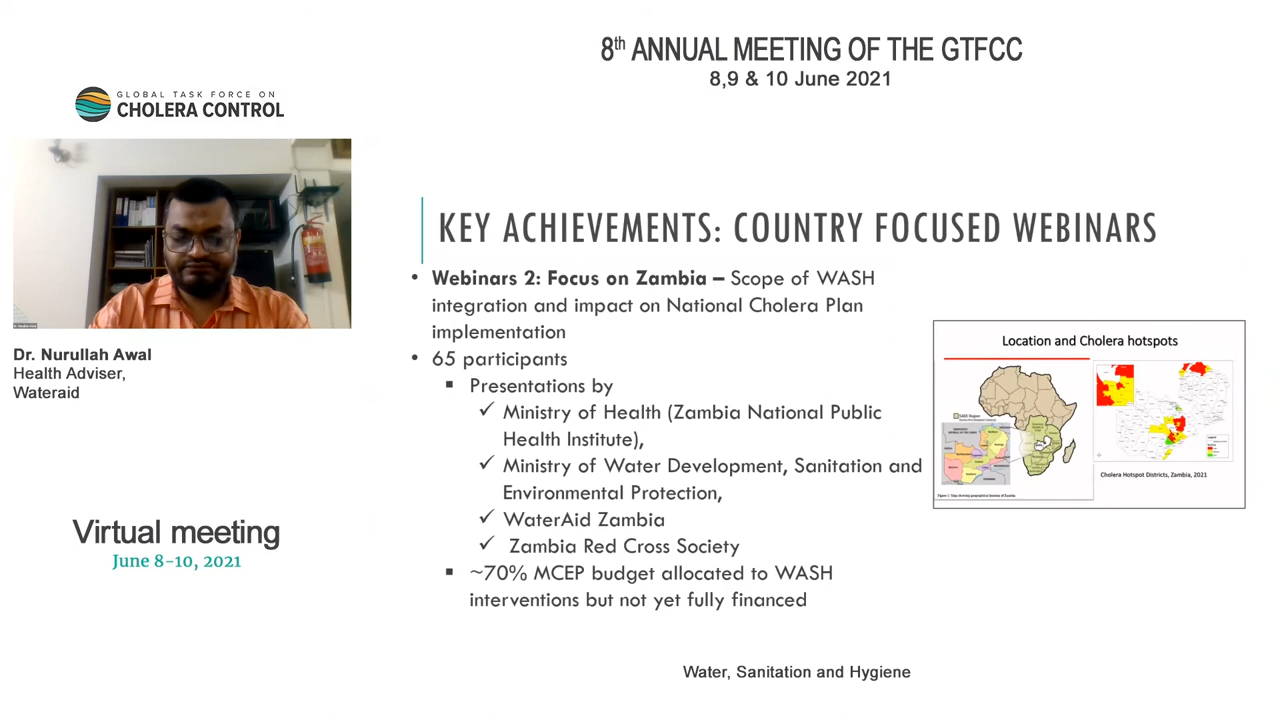 8th ANNUAL MEETING OF THE GTFCC
8,9 & 10 June 2021
GLOBAL TASK FORCE ON
CHOLERA CONTROL
Dr. Nurullah Awal
Health Adviser,
Wateraid
Virtual meeting
June 8-10, 2021
KEY ACHIEVEMENTS: COUNTRY FOCUSED WEBINARS
• Webinars 2: Focus on Zambia – Scope of WASH
integration and impact on National Cholera Plan
implementation
• 65 participants
▪ Presentations by
✓ Ministry of Health (Zambia National Public
Health Institute),
✓ Ministry of Water Development, Sanitation and
Environmental Protection,
✓ WaterAid Zambia
✓ Zambia Red Cross Society
▪ ~70% MCEP budget allocated to WASH
interventions but not yet fully financed
Location and Cholera hotspots
Cholera Hotspot Districts, Zambia, 2021
Water, Sanitation and Hygiene